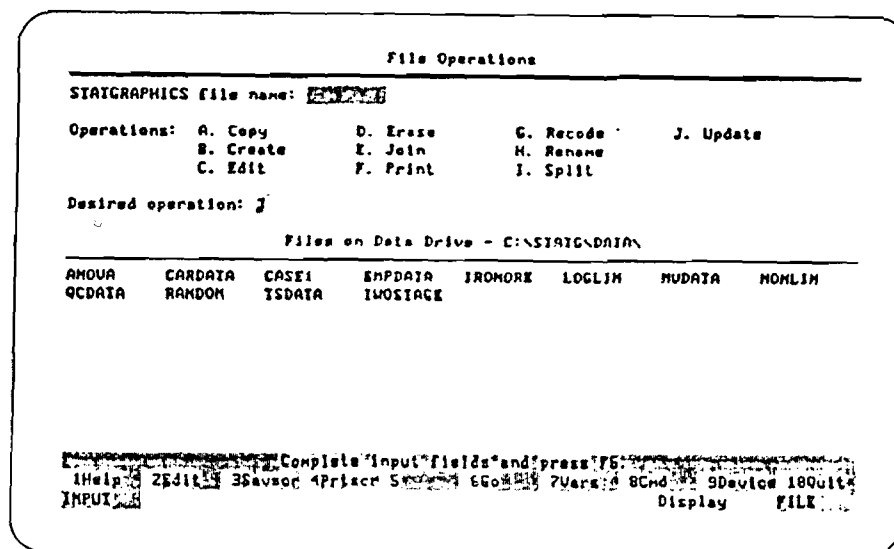 File Operations
STATGRAPHICS file name:
Operations: A. Copy D. Erase G. Recode J. Update
B. Create E. Join H. Rename
C. Edit F. Print I. Split
Desired operation: J
Files on Data Drive - C:\STATG\DATA\
ANOVA CARDATA CASE1 EMPDATA IRONORE LOGLIN MVDATA NONLIN
QCDATA RANDOM TSDATA TWOSTAGE
Complete input fields and press F6.
1Help 2Edit 3Savscr 4Prtscr 5 6Go 7Vars 8Cmd 9Device 10Quit
INPUT Display FILE